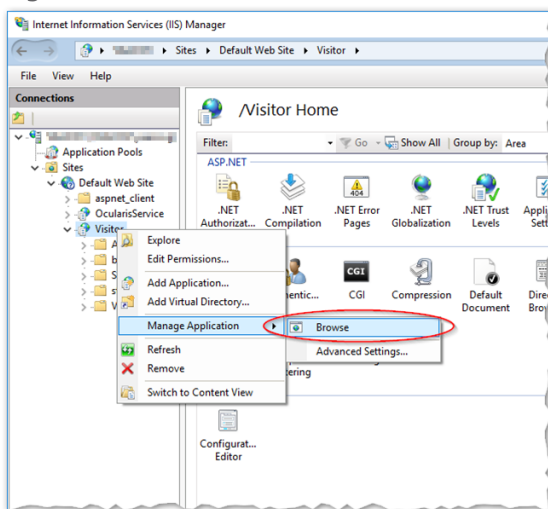 Internet Information Services (IIS) Manager
Sites Default Web Site Visitor
File View Help
Connections
Application Pools
Sites
Default Web Site
aspnet_client
OcularisService
Visitor
/Visitor Home
Filter: Go Show All Group by: Area
ASP.NET
.NET Authorizat...
.NET Compilation
.NET Error Pages
.NET Globalization
.NET Trust Levels
CGI
Compression
Default Document
Configurat... Editor
Explore
Edit Permissions...
Add Application...
Add Virtual Directory...
Manage Application
Refresh
Remove
Switch to Content View
Browse
Advanced Settings...